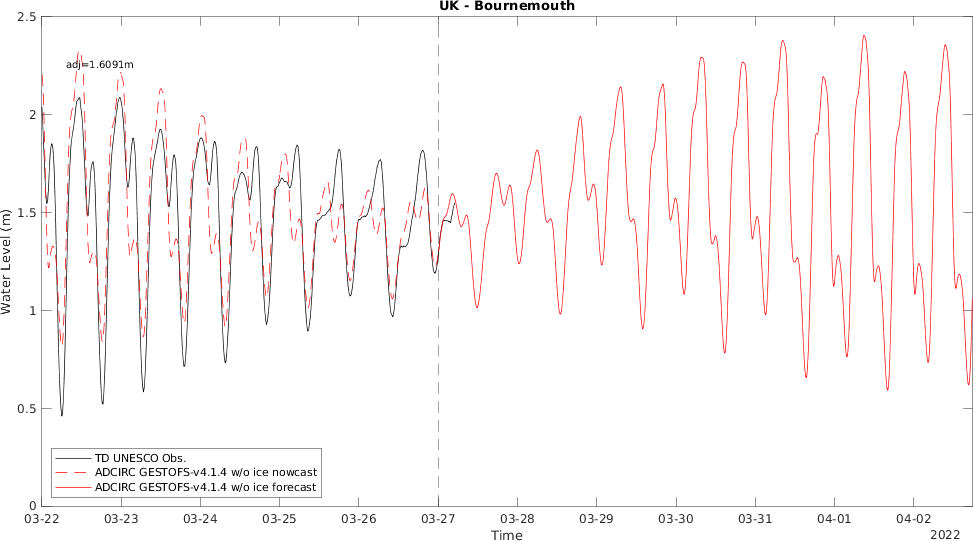 UK - Bournemouth
2.5
adj=1.6091m
2
1.5
Water Level (m)
1
0.5
TD UNESCO Obs.
ADCIRC GESTOFS-v4.1.4 w/o ice nowcast
ADCIRC GESTOFS-v4.1.4 w/o ice forecast
0
03-22 03-23 03-24 03-25 03-26 03-27 03-28 03-29 03-30 03-31 04-01 04-02
Time
2022